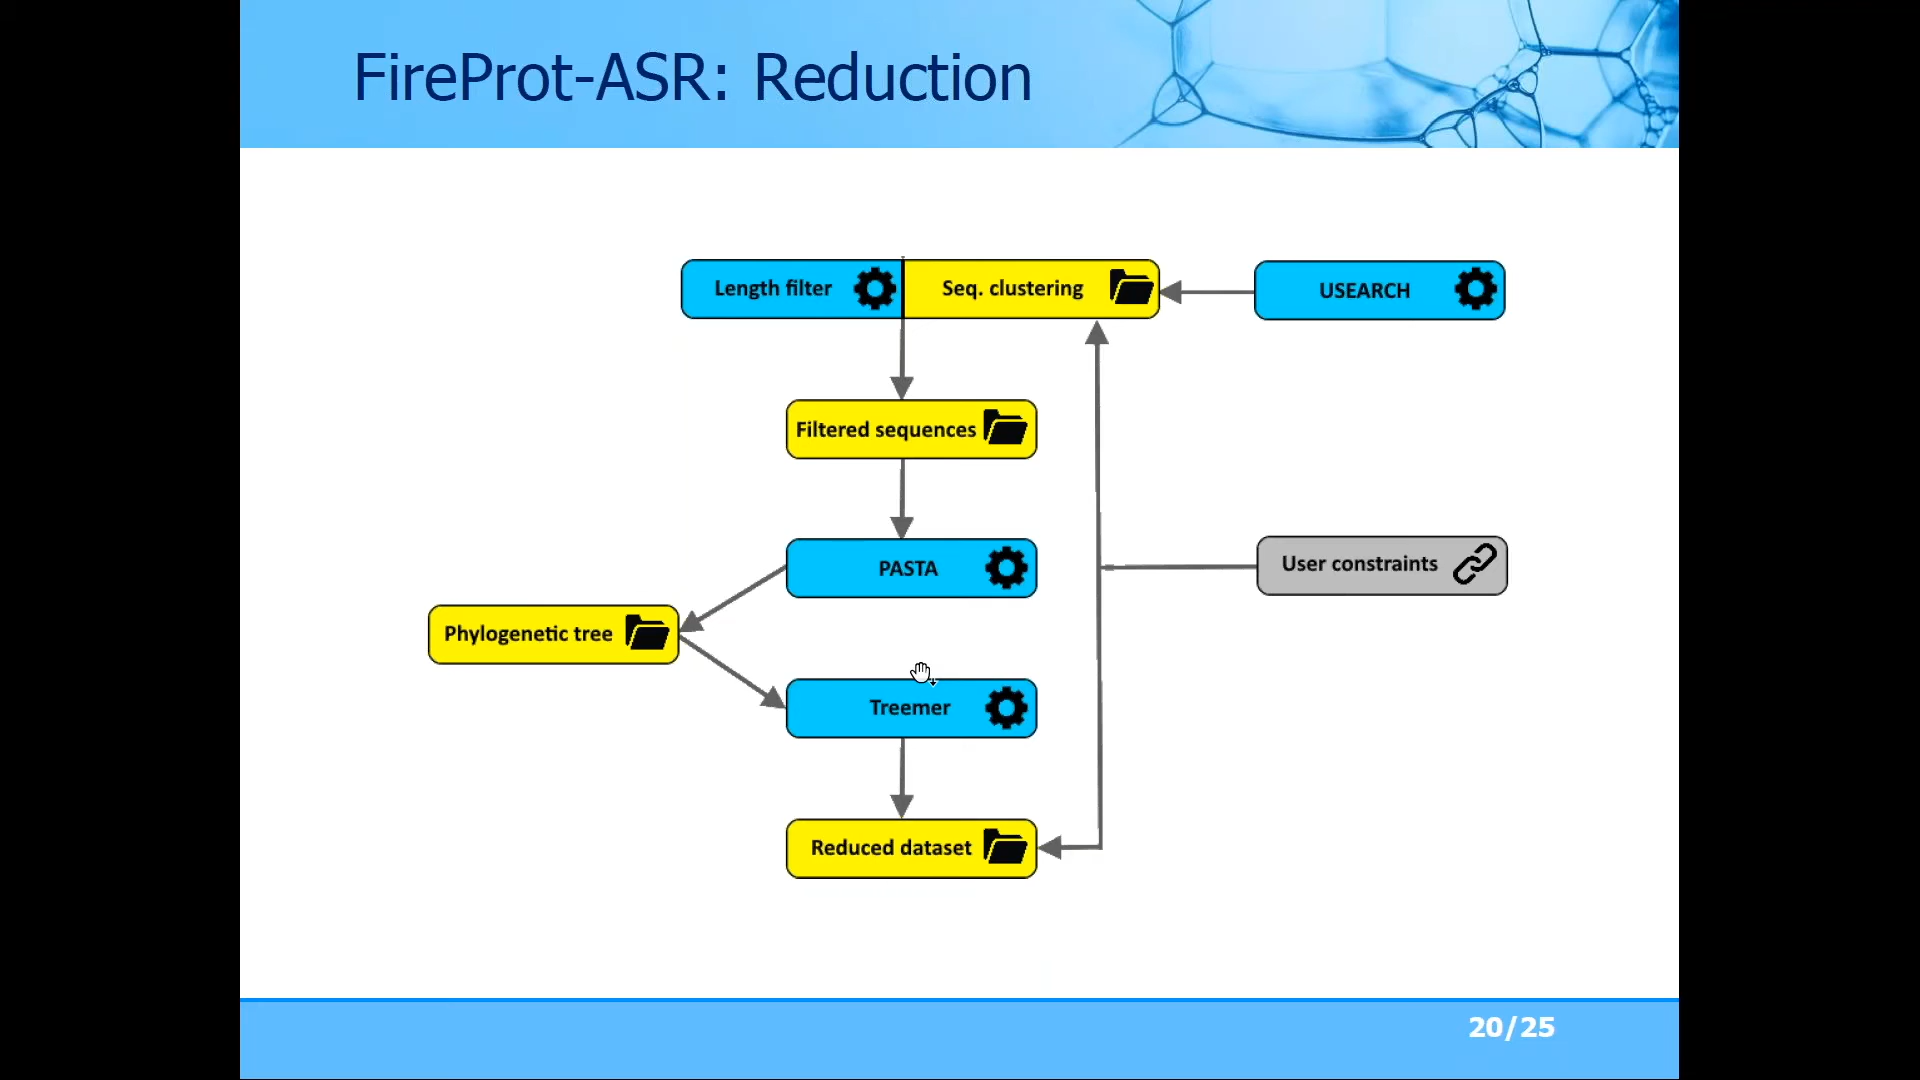 FireProt-ASR: Reduction
Length filter
Seq. clustering
USEARCH
Filtered sequences
PASTA
User constraints
Phylogenetic tree
Treemer
Reduced dataset
20/25